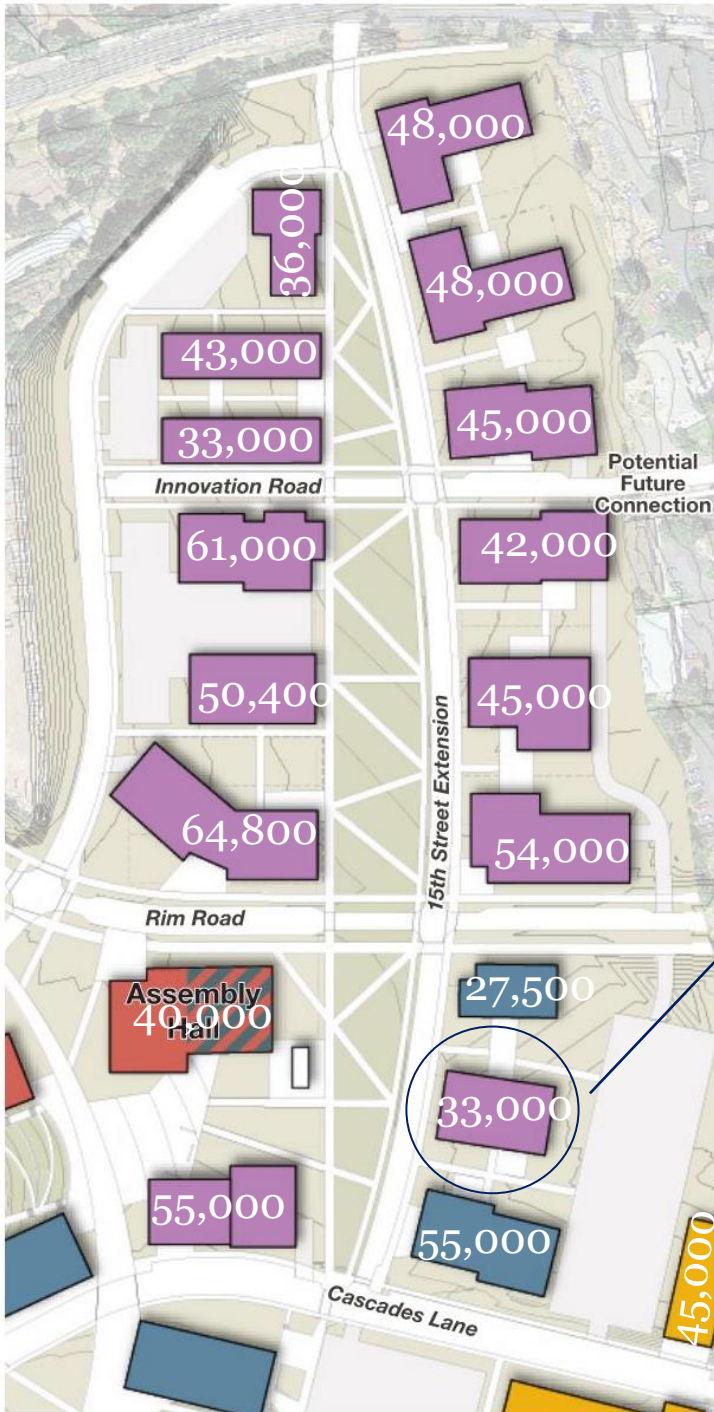 48,000
36,000
48,000
43,000
45,000
33,000
Potential
Future
Connection
Innovation Road
61,000
42,000
50,400
45,000
15th Street Extension
64,800
54,000
Rim Road
27,500
Assembly
Hall
40,000
33,000
55,000
55,000
45,000
Cascades Lane